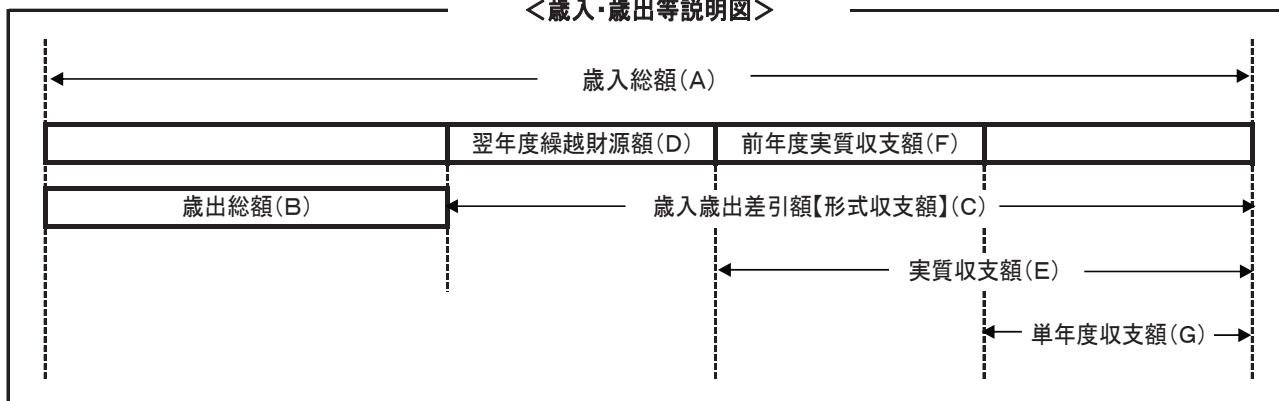 ＜歳入・歳出等説明図＞
歳入総額（A）
翌年度繰越財源額（D）
前年度実質収支額（F）
歳出総額（B）
歳入歳出差引額【形式収支額】（C）
実質収支額（E）
単年度収支額（G）